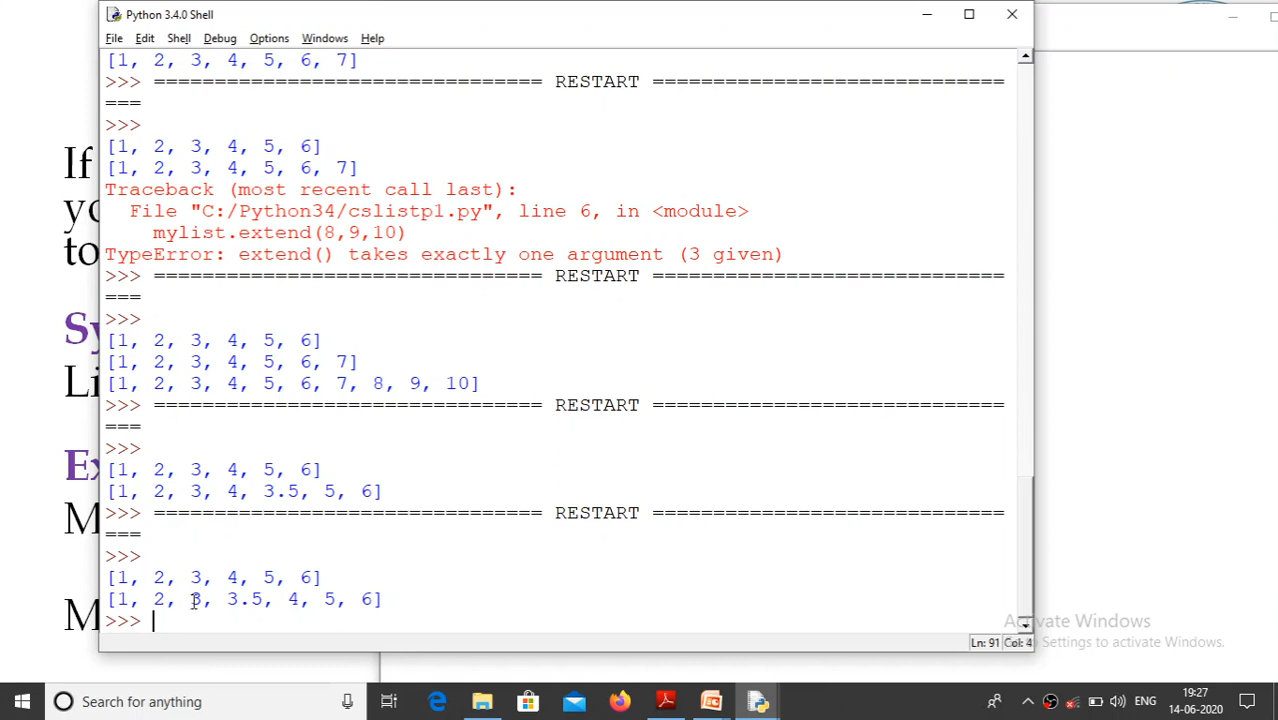 Python 3.4.0 Shell
File Edit Shell Debug Options Windows Help
[1, 2, 3, 4, 5, 6, 7]
>>> ================================ RESTART ================================
===
>>>
[1, 2, 3, 4, 5, 6]
[1, 2, 3, 4, 5, 6, 7]
Traceback (most recent call last):
File "C:/Python34/cslistp1.py", line 6, in <module>
mylist.extend(8,9,10)
TypeError: extend() takes exactly one argument (3 given)
>>> ================================ RESTART ================================
===
>>>
[1, 2, 3, 4, 5, 6]
[1, 2, 3, 4, 5, 6, 7]
[1, 2, 3, 4, 5, 6, 7, 8, 9, 10]
>>> ================================ RESTART ================================
===
>>>
[1, 2, 3, 4, 5, 6]
[1, 2, 3, 4, 3.5, 5, 6]
>>> ================================ RESTART ================================
===
>>>
[1, 2, 3, 4, 5, 6]
[1, 2, 3, 3.5, 4, 5, 6]
>>>
Ln: 91 Col: 4
If
to
Activate Windows
Settings to activate Windows.
Search for anything
ENG
19:27
14-06-2020